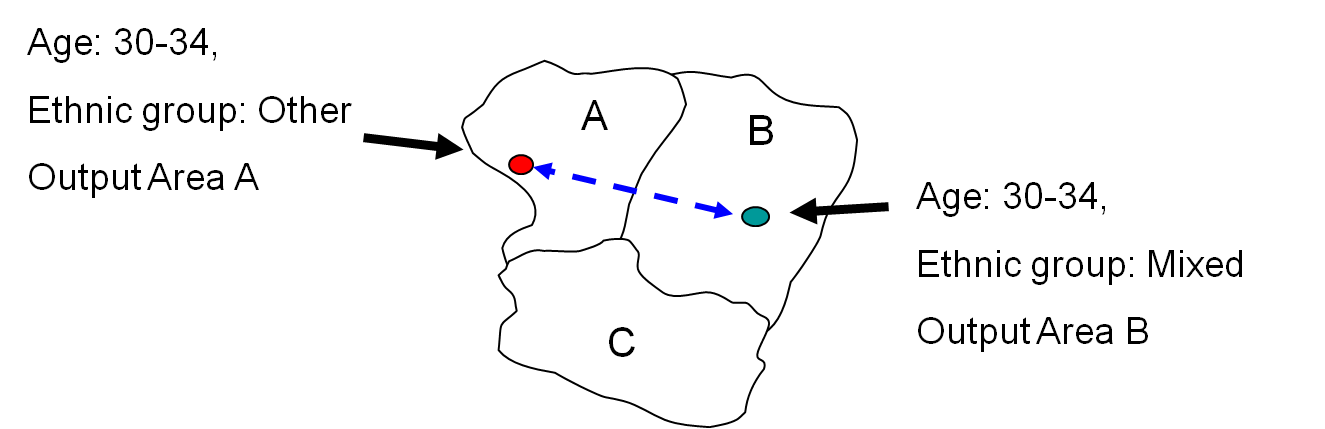 Age: 30-34,
Ethnic group: Other
Output Area A
A
B
C
Age: 30-34,
Ethnic group: Mixed
Output Area B